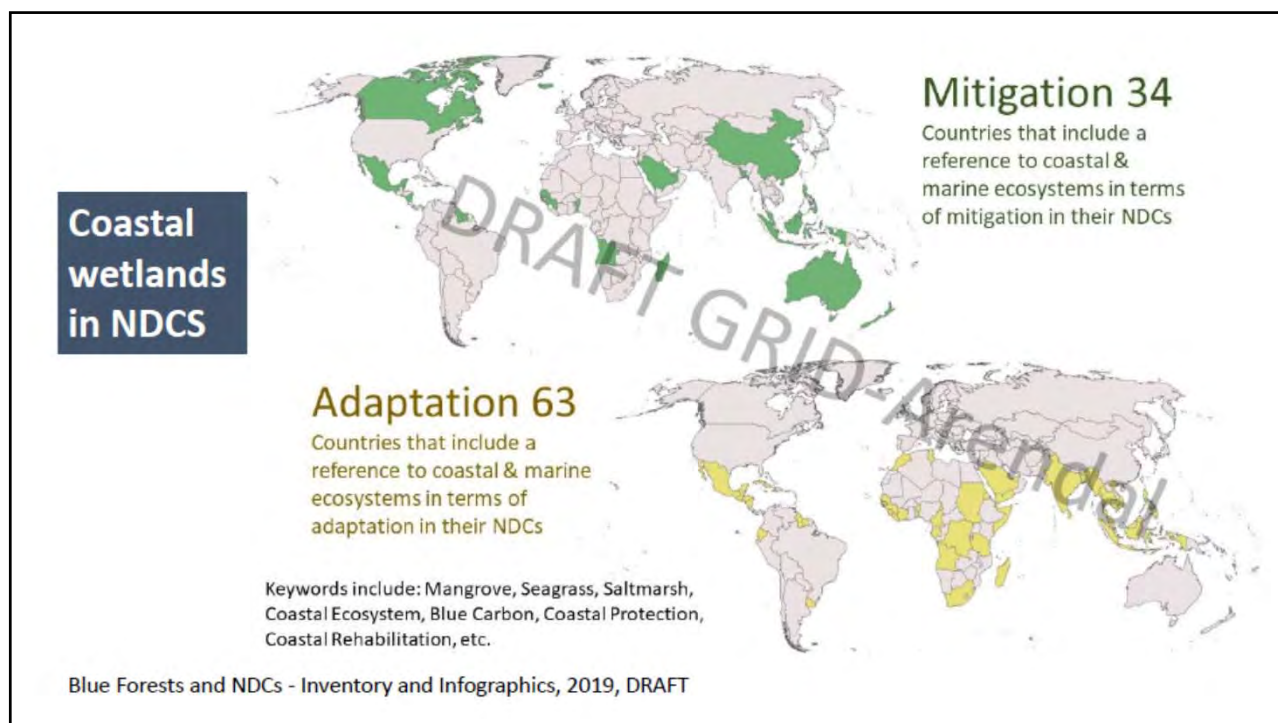 Mitigation 34
Countries that include a
reference to coastal &
marine ecosystems in terms
of mitigation in their NDCs
Coastal
wetlands
in NDCS
DRAFT GRID-Arendal
Adaptation 63
Countries that include a
reference to coastal & marine
ecosystems in terms of
adaptation in their NDCs
Keywords include: Mangrove, Seagrass, Saltmarsh,
Coastal Ecosystem, Blue Carbon, Coastal Protection,
Coastal Rehabilitation, etc.
Blue Forests and NDCs - Inventory and Infographics, 2019, DRAFT